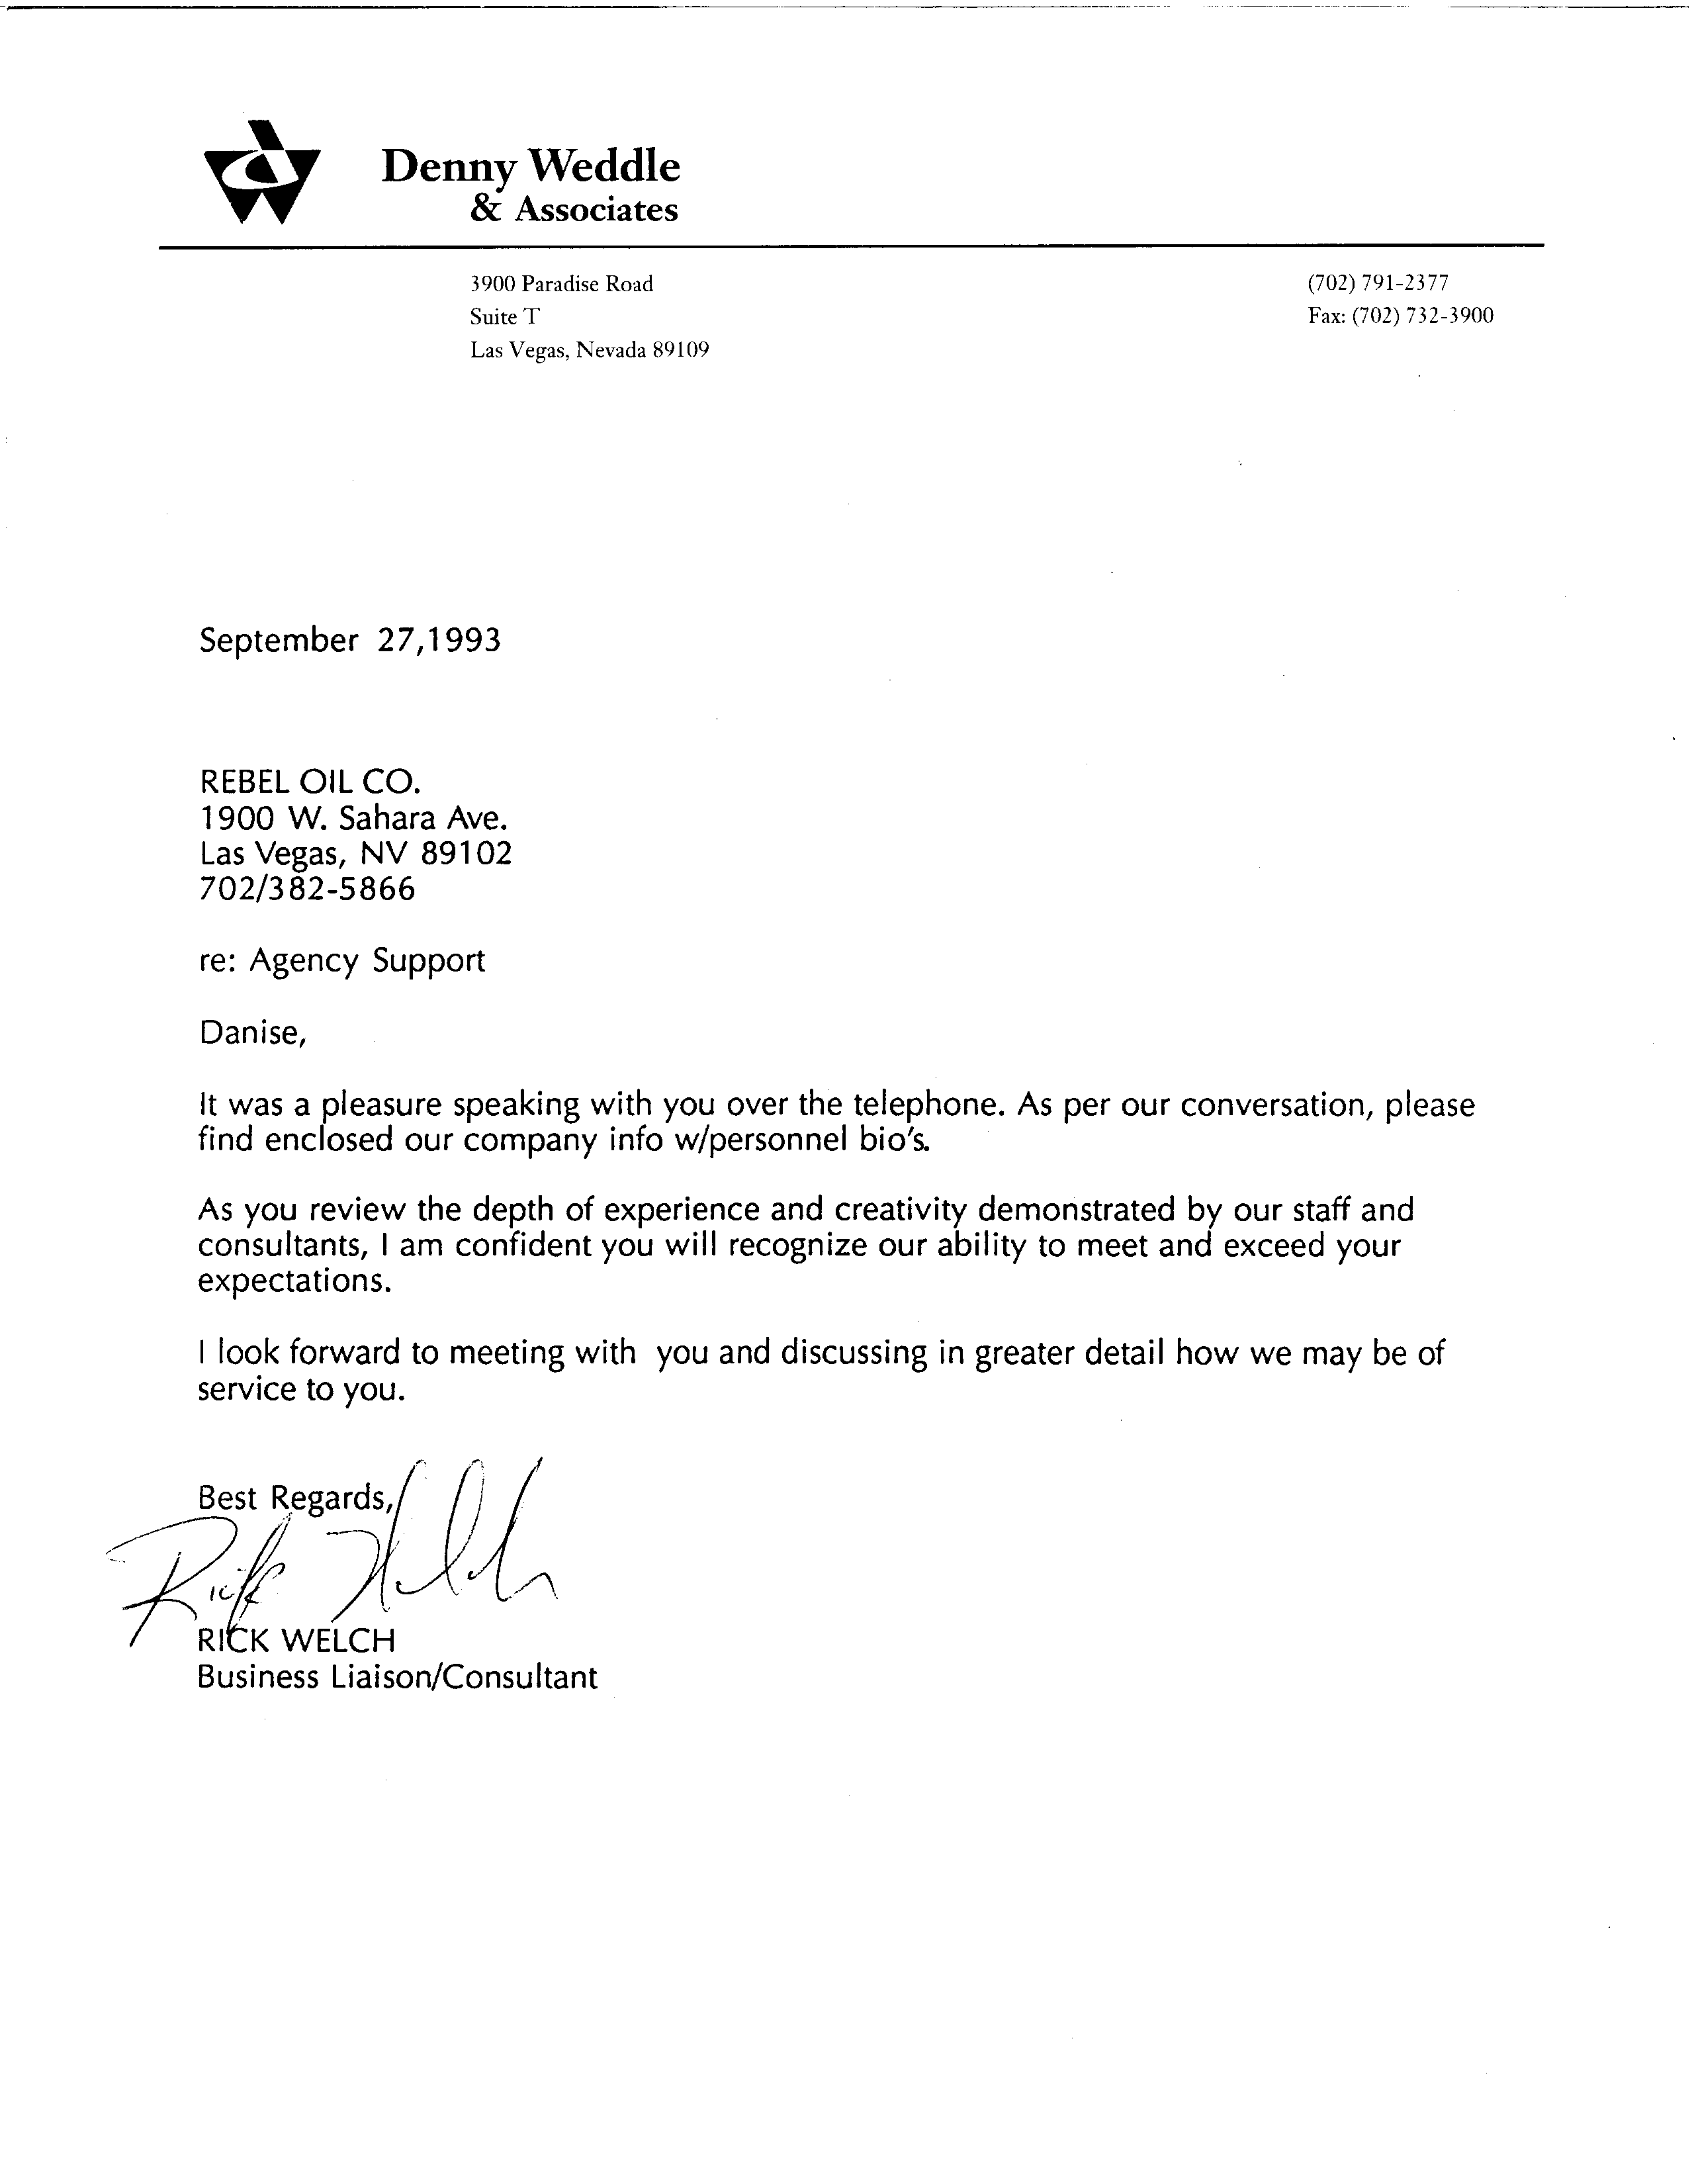 Denny Weddle
& Associates
3900 Paradise Road
Suite T
Las Vegas, Nevada 89109
(702) 791-2377
Fax: (702) 732-3900
September 27,1993
REBEL OIL CO.
1900 W. Sahara Ave.
Las Vegas, NV 89102
702/382-5866
re: Agency Support
Danise,
It was a pleasure speaking with you over the telephone. As per our conversation, please
find enclosed our company info w/personnel bio's.
As you review the depth of experience and creativity demonstrated by our staff and
consultants, I am confident you will recognize our ability to meet and exceed your
expectations.
I look forward to meeting with you and discussing in greater detail how we may be of
service to you.
Best Regards,
Rick Welch
RICK WELCH
Business Liaison/Consultant